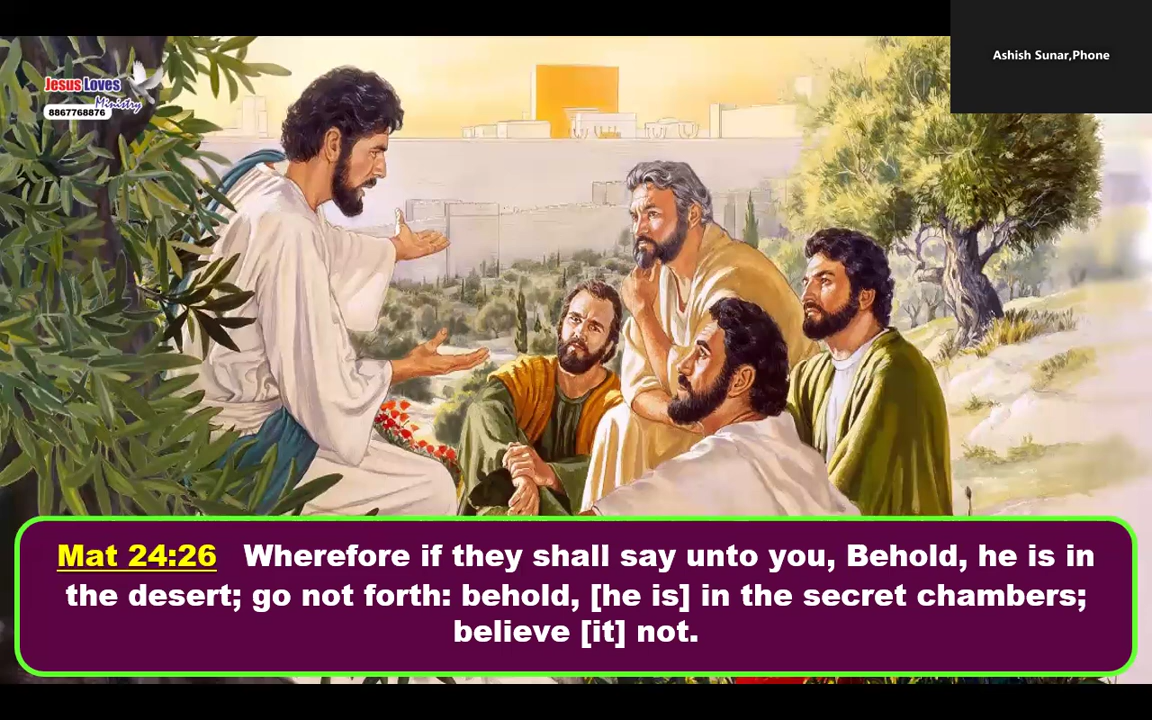 Ashish Sunar,Phone
Jesus Loves
Ministry
8867768876
Mat 24:26 Wherefore if they shall say unto you, Behold, he is in
the desert; go not forth: behold, [he is] in the secret chambers;
believe [it] not.